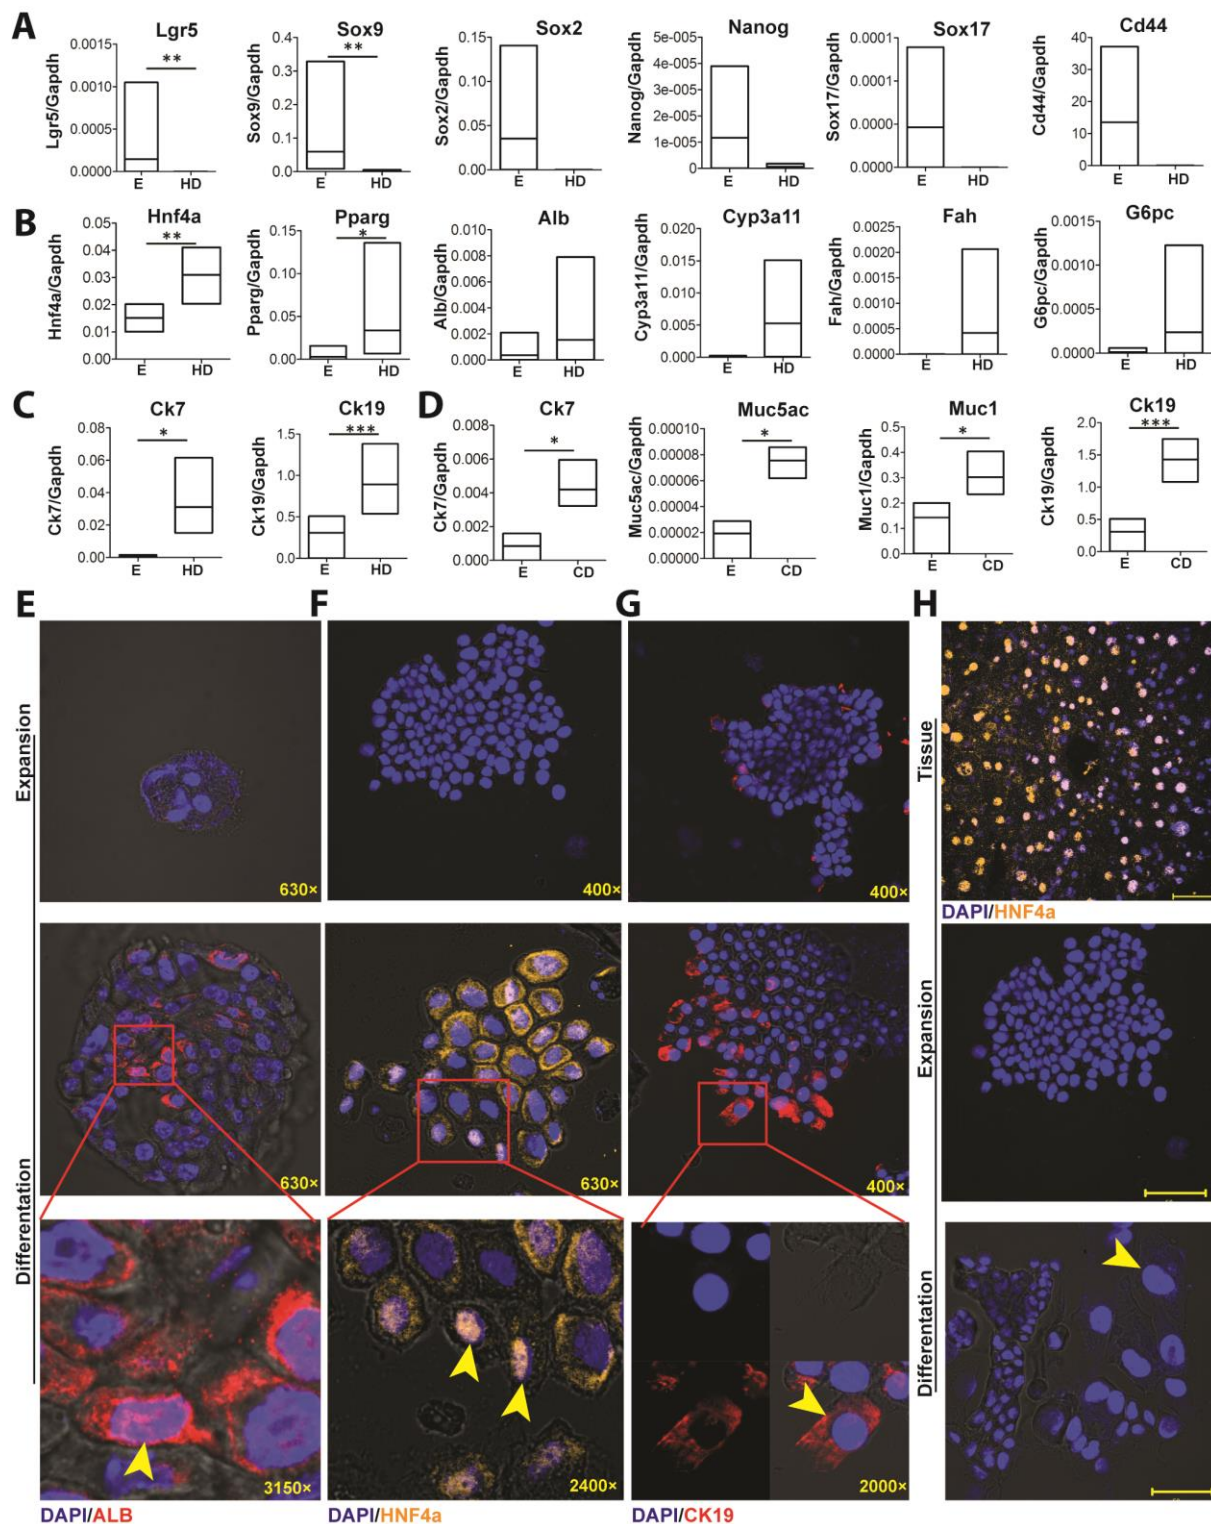 A
Lgr5
Lgr5/Gapdh
0.0015
0.0010
0.0005
0.0000
**
E HD
Sox9
Sox9/Gapdh
0.4
0.3
0.2
0.1
0.0
**
E HD
Sox2
Sox2/Gapdh
0.15
0.10
0.05
0.00
E HD
Nanog
Nanog/Gapdh
5e-005
4e-005
3e-005
2e-005
1e-005
0
E HD
Sox17
Sox17/Gapdh
0.0001
0.0001
0.0000
0.0000
E HD
Cd44
Cd44/Gapdh
40
30
20
10
0
E HD
B
Hnf4a
Hnf4a/Gapdh
0.05
0.04
0.03
0.02
0.01
0.00
**
E HD
Pparg
Pparg/Gapdh
0.15
0.10
0.05
0.00
*
E HD
Alb
Alb/Gapdh
0.010
0.008
0.006
0.004
0.002
0.000
E HD
Cyp3a11
Cyp3a11/Gapdh
0.020
0.015
0.010
0.005
0.000
E HD
Fah
Fah/Gapdh
0.0025
0.0020
0.0015
0.0010
0.0005
0.0000
E HD
G6pc
G6pc/Gapdh
0.0015
0.0010
0.0005
0.0000
E HD
C
Ck7
Ck7/Gapdh
0.08
0.06
0.04
0.02
0.00
*
E HD
Ck19
Ck19/Gapdh
1.5
1.0
0.5
0.0
***
E HD
D
Ck7
Ck7/Gapdh
0.008
0.006
0.004
0.002
0.000
*
E CD
Muc5ac
Muc5ac/Gapdh
0.00010
0.00008
0.00006
0.00004
0.00002
0.00000
*
E CD
Muc1
Muc1/Gapdh
0.5
0.4
0.3
0.2
0.1
0.0
*
E CD
Ck19
Ck19/Gapdh
2.0
1.5
1.0
0.5
0.0
***
E CD
E
F
G
H
Expansion
630×
400×
400×
Tissue
DAPI/HNF4a
Differentation
630×
630×
400×
Expansion
3150×
2400×
2000×
Differentation
DAPI/ALB
DAPI/HNF4a
DAPI/CK19